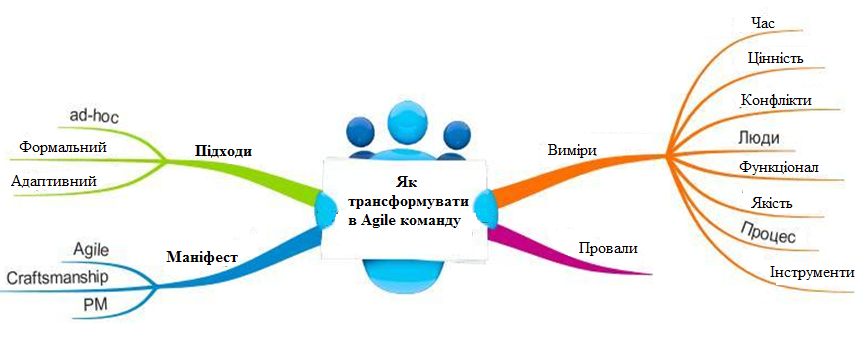 Як
трансформувати
в Agile команду
Підходи
ad-hoc
Формальний
Адаптивний
Маніфест
Agile
Craftsmanship
PM
Виміри
Час
Цінність
Конфлікти
Люди
Функціонал
Якість
Процес
Інструменти
Провали